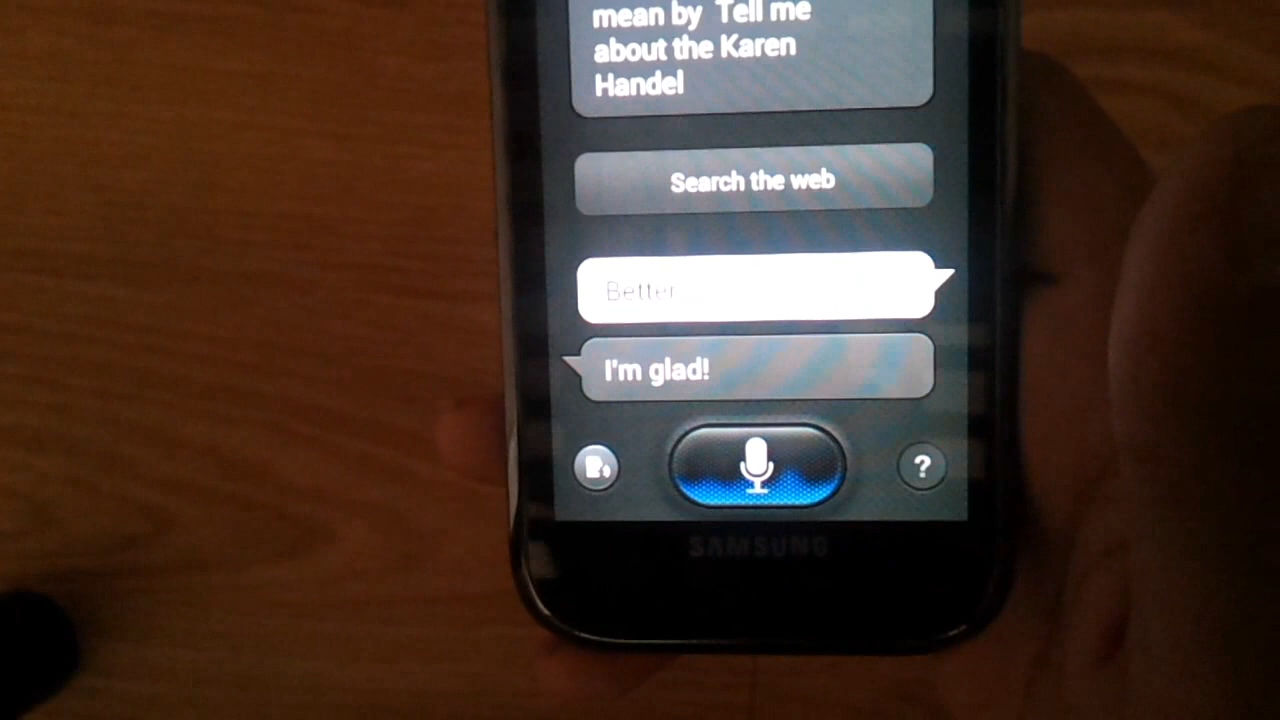 mean by Tell me
about the Karen
Handel
Search the web
Better
I'm glad!
?
SAMSUNG